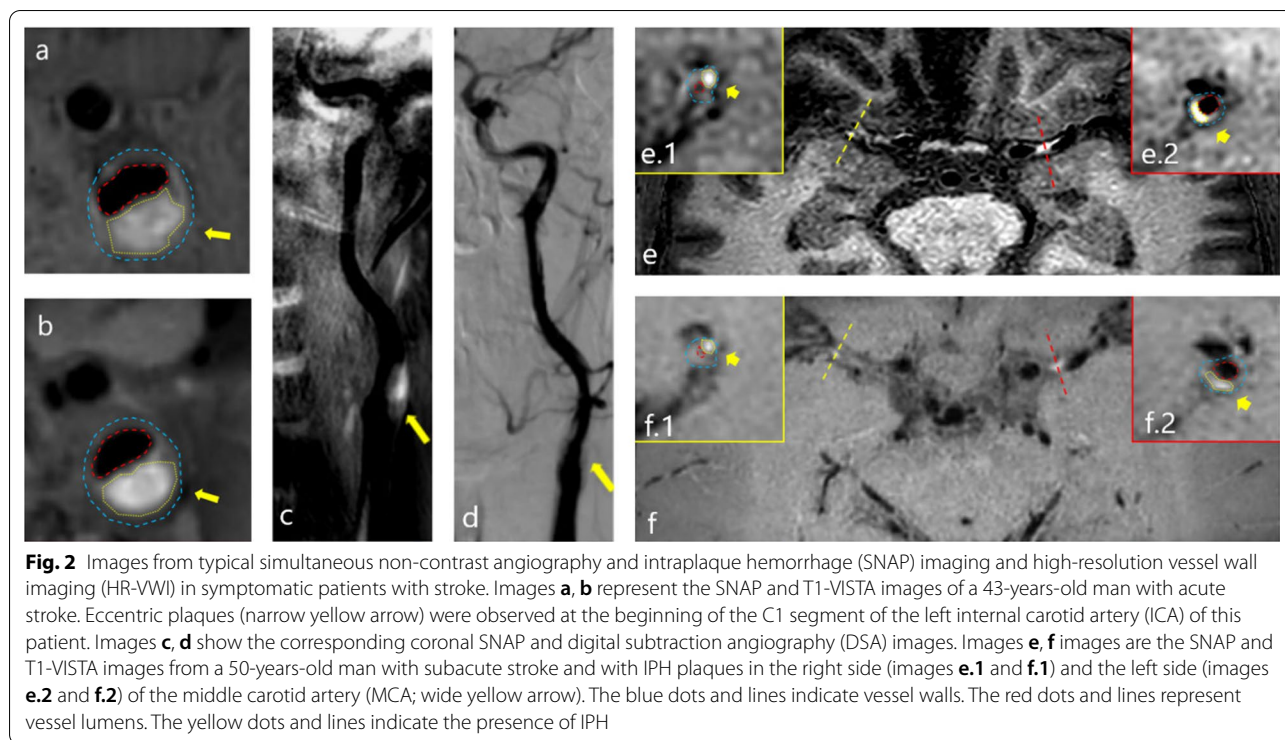 a
b
c
d
e.1
e.2
e
f.1
f.2
f
Fig. 2 Images from typical simultaneous non-contrast angiography and intraplaque hemorrhage (SNAP) imaging and high-resolution vessel wall
imaging (HR-VWI) in symptomatic patients with stroke. Images a, b represent the SNAP and T1-VISTA images of a 43-years-old man with acute
stroke. Eccentric plaques (narrow yellow arrow) were observed at the beginning of the C1 segment of the left internal carotid artery (ICA) of this
patient. Images c, d show the corresponding coronal SNAP and digital subtraction angiography (DSA) images. Images e, f images are the SNAP and
T1-VISTA images from a 50-years-old man with subacute stroke and with IPH plaques in the right side (images e.1 and f.1) and the left side (images
e.2 and f.2) of the middle carotid artery (MCA; wide yellow arrow). The blue dots and lines indicate vessel walls. The red dots and lines represent
vessel lumens. The yellow dots and lines indicate the presence of IPH